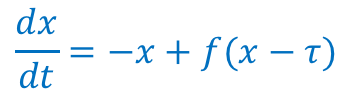 dx/dt = −x + f(x − τ)